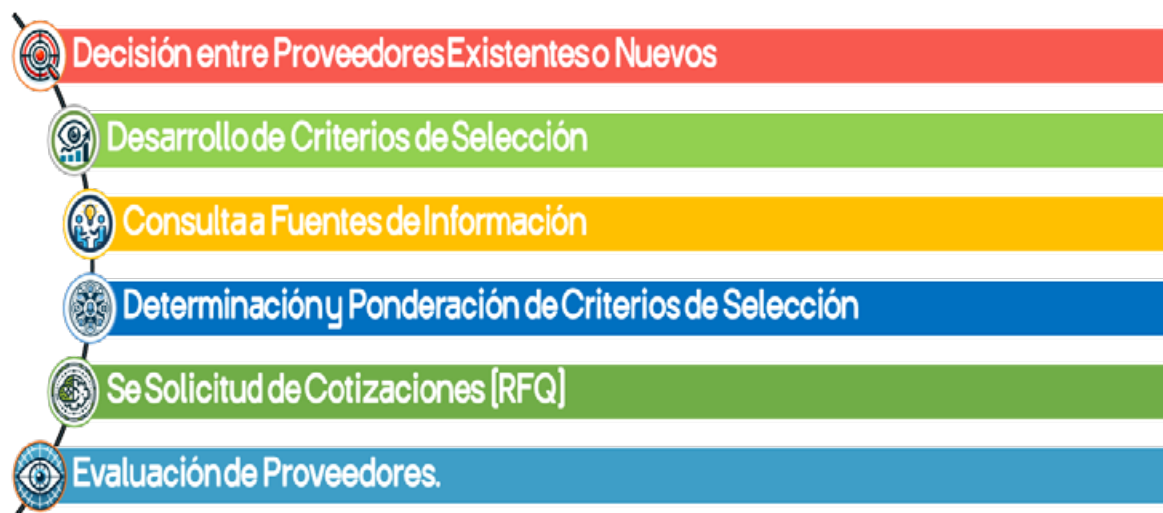 Decisión entre Proveedores Existentes o Nuevos
Desarrollo de Criterios de Selección
Consulta a Fuentes de Información
Determinación y Ponderación de Criterios de Selección
Se Solicitud de Cotizaciones (RFQ)
Evaluación de Proveedores.